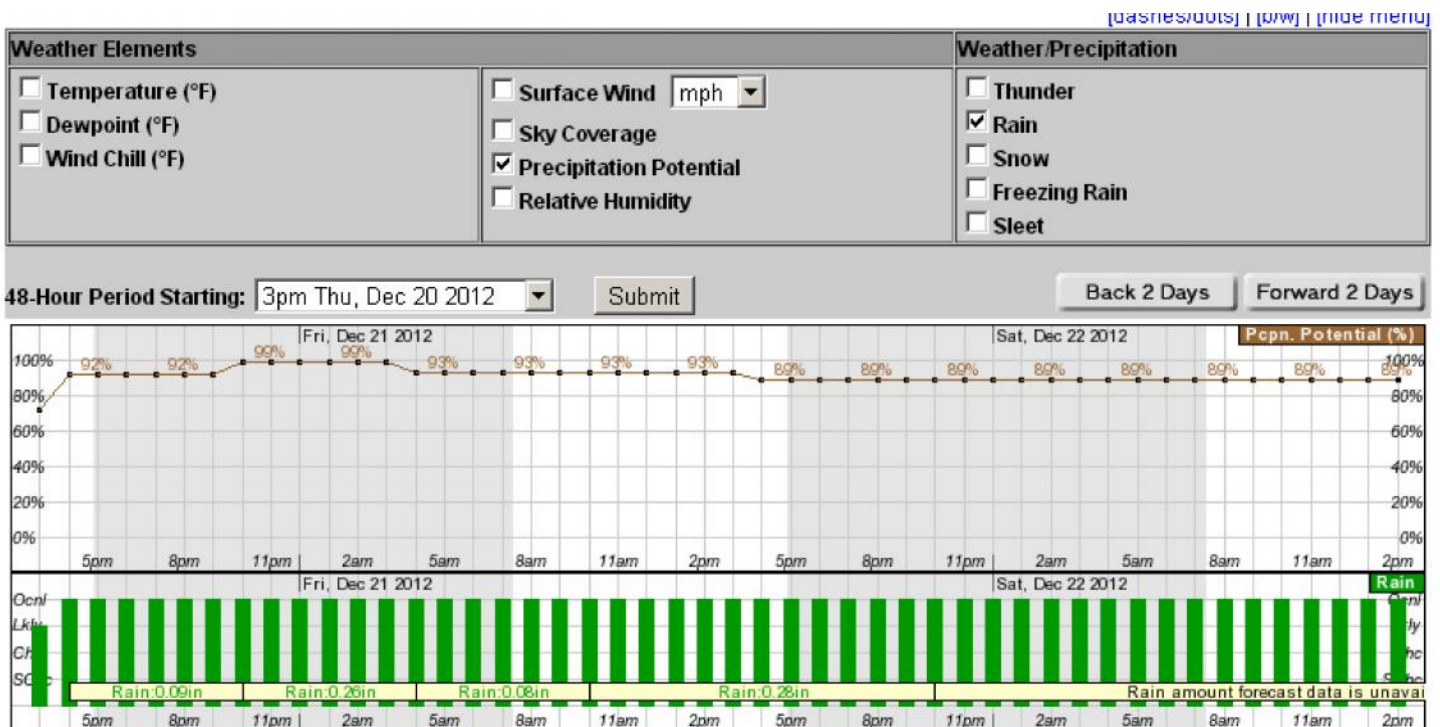 [dashes/dots] | [b/w] | [hide menu]
Weather Elements Weather/Precipitation
Temperature (°F)
Dewpoint (°F)
Wind Chill (°F)
Surface Wind mph
Sky Coverage
Precipitation Potential
Relative Humidity
Thunder
Rain
Snow
Freezing Rain
Sleet
48-Hour Period Starting: 3pm Thu, Dec 20 2012 Submit Back 2 Days Forward 2 Days
Fri, Dec 21 2012 Sat, Dec 22 2012 Pcpn. Potential (%)
100% 92% 92% 99% 99% 93% 93% 93% 93% 89% 89% 89% 89% 89% 89% 89% 89% 100%
80% 80%
60% 60%
40% 40%
20% 20%
0% 0%
5pm 8pm 11pm 2am 5am 8am 11am 2pm 5pm 8pm 11pm 2am 5am 8am 11am 2pm
Fri, Dec 21 2012 Sat, Dec 22 2012 Rain
Ocnl
Lkly
Rain:0.09in Rain:0.26in Rain:0.08in Rain:0.28in Rain amount forecast data is unavai
5pm 8pm 11pm 2am 5am 8am 11am 2pm 5pm 8pm 11pm 2am 5am 8am 11am 2pm